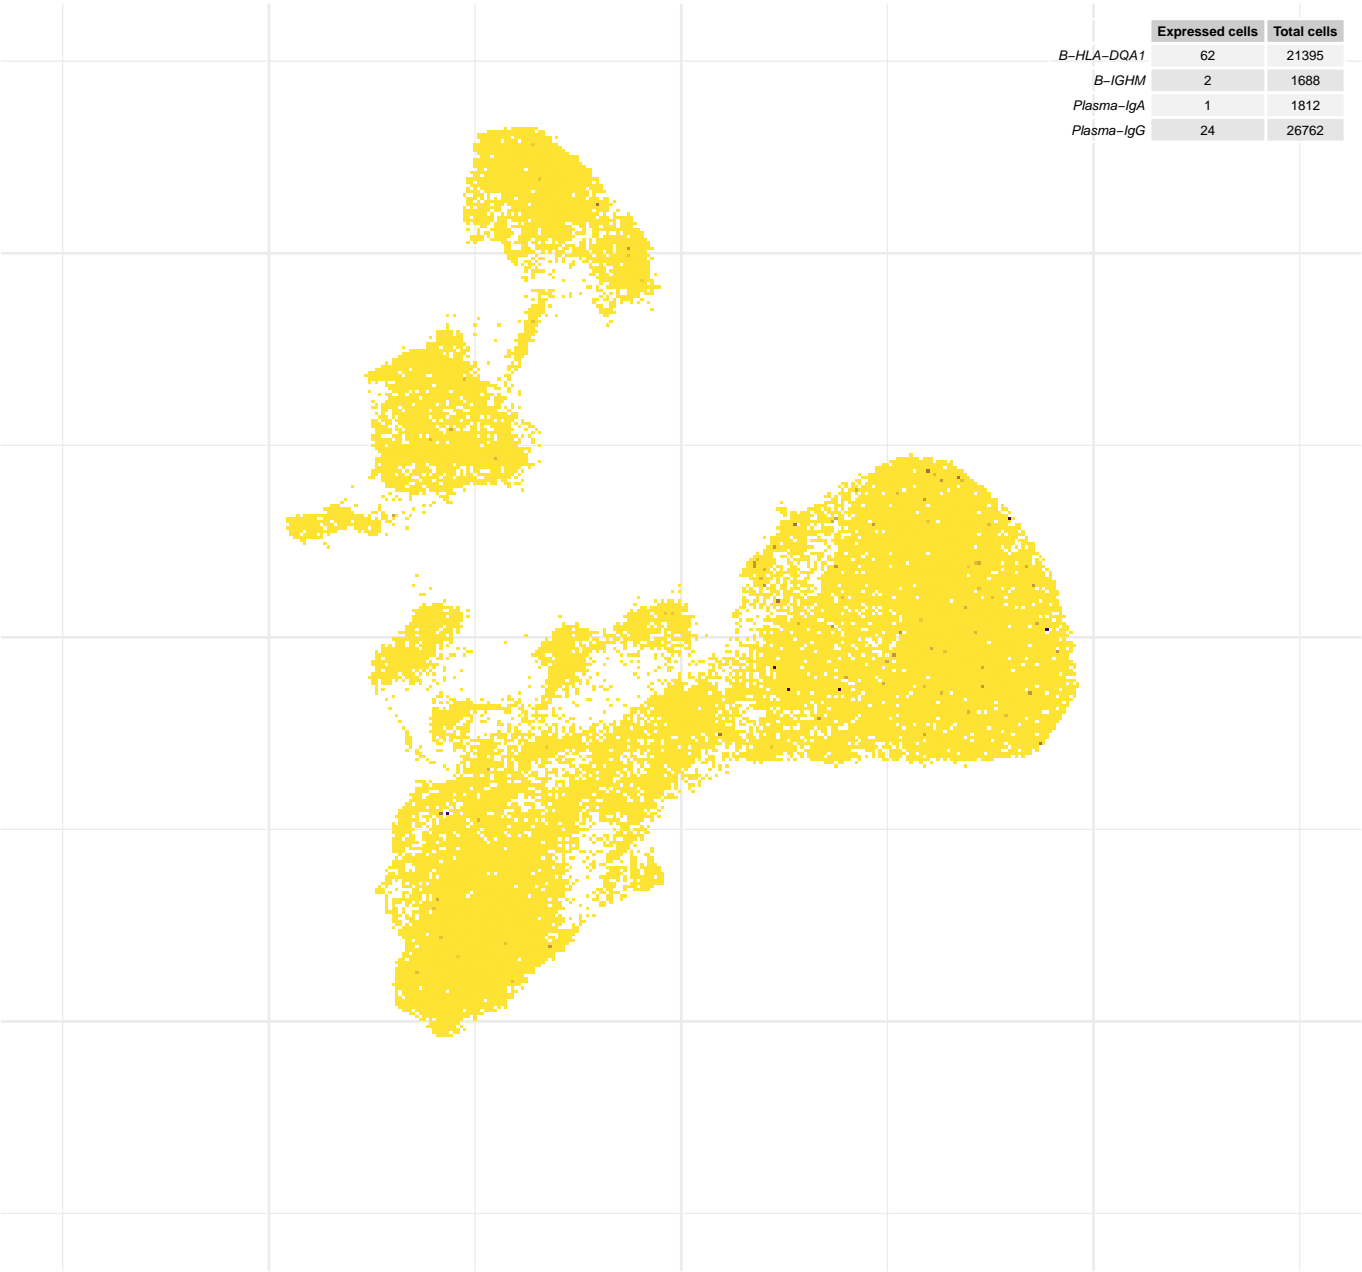 Expressed cells Total cells
B−HLA−DQA1 62 21395
B−IGHM 2 1688
Plasma−IgA 1 1812
Plasma−IgG 24 26762